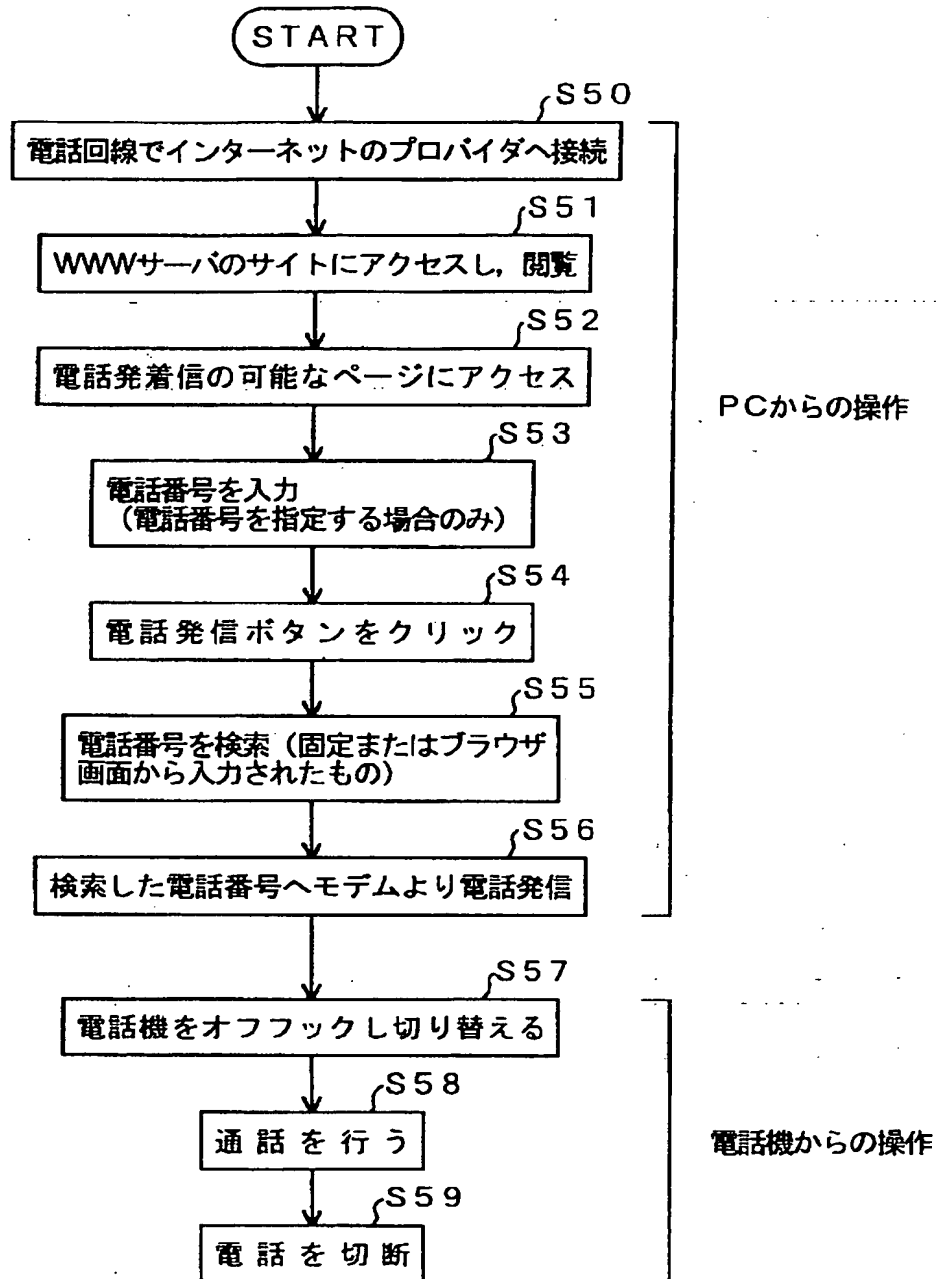 START
S50
電話回線でインターネットのプロバイダへ接続
S51
WWWサーバのサイトにアクセスし，閲覧
S52
電話発着信の可能なページにアクセス
PCからの操作
S53
電話番号を入力
（電話番号を指定する場合のみ）
S54
電話発信ボタンをクリック
S55
電話番号を検索（固定またはブラウザ
画面から入力されたもの）
S56
検索した電話番号へモデムより電話発信
S57
電話機をオフフックし切り替える
S58
通話を行う
電話機からの操作
S59
電話を切断